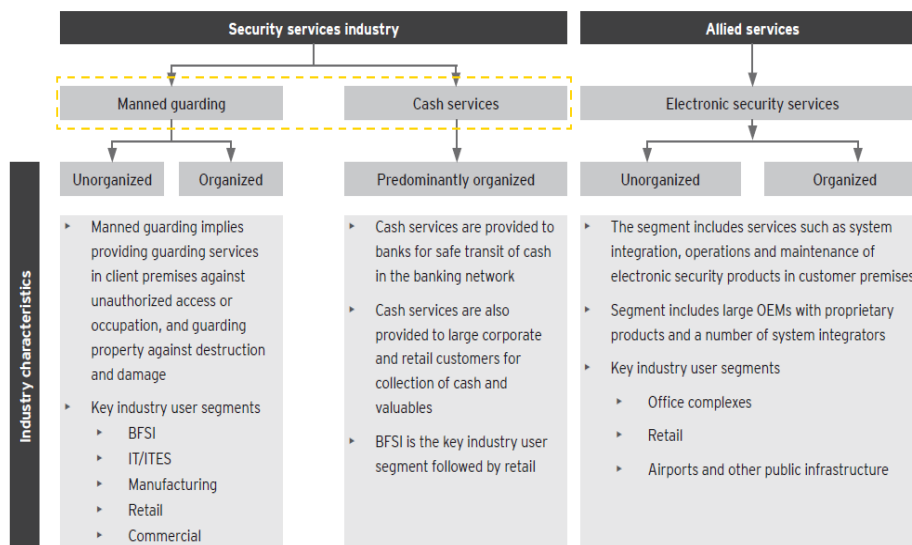 Security services industry
Allied services
Manned guarding
Cash services
Electronic security services
Unorganized
Organized
Predominantly organized
Unorganized
Organized
Industry characteristics
Manned guarding implies
providing guarding services
in client premises against
unauthorized access or
occupation, and guarding
property against destruction
and damage
Key industry user segments
BFSI
IT/ITES
Manufacturing
Retail
Commercial
Cash services are provided to
banks for safe transit of cash
in the banking network
Cash services are also
provided to large corporate
and retail customers for
collection of cash and
valuables
BFSI is the key industry user
segment followed by retail
The segment includes services such as system
integration, operations and maintenance of
electronic security products in customer premises
Segment includes large OEMs with proprietary
products and a number of system integrators
Key industry user segments
Office complexes
Retail
Airports and other public infrastructure